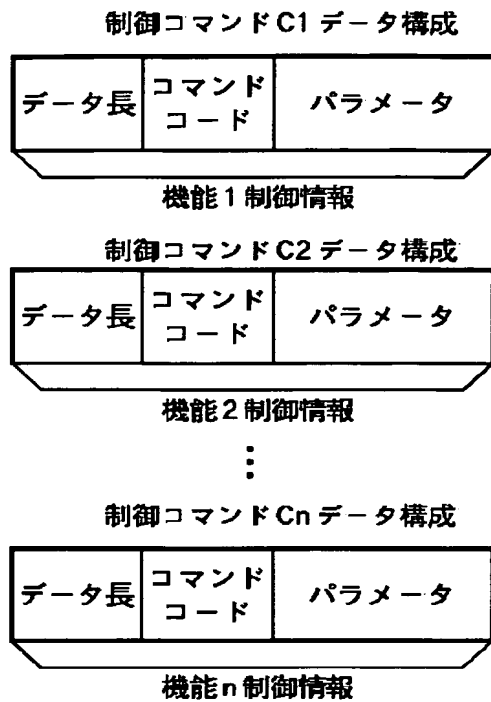 制御コマンドC1データ構成
データ長 コマンドコード パラメータ
機能1制御情報
制御コマンドC2データ構成
データ長 コマンドコード パラメータ
機能2制御情報
⋮
制御コマンドCnデータ構成
データ長 コマンドコード パラメータ
機能n制御情報